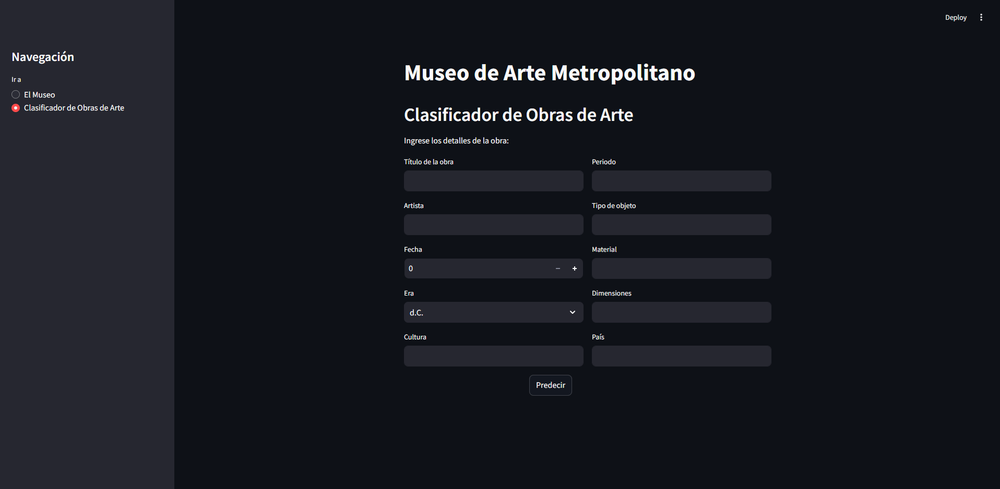 Deploy
Navegación
Ir a
El Museo
Clasificador de Obras de Arte
Museo de Arte Metropolitano
Clasificador de Obras de Arte
Ingrese los detalles de la obra:
Título de la obra
Periodo
Artista
Tipo de objeto
Fecha
Material
0
Era
Dimensiones
d.C.
Cultura
País
Predecir